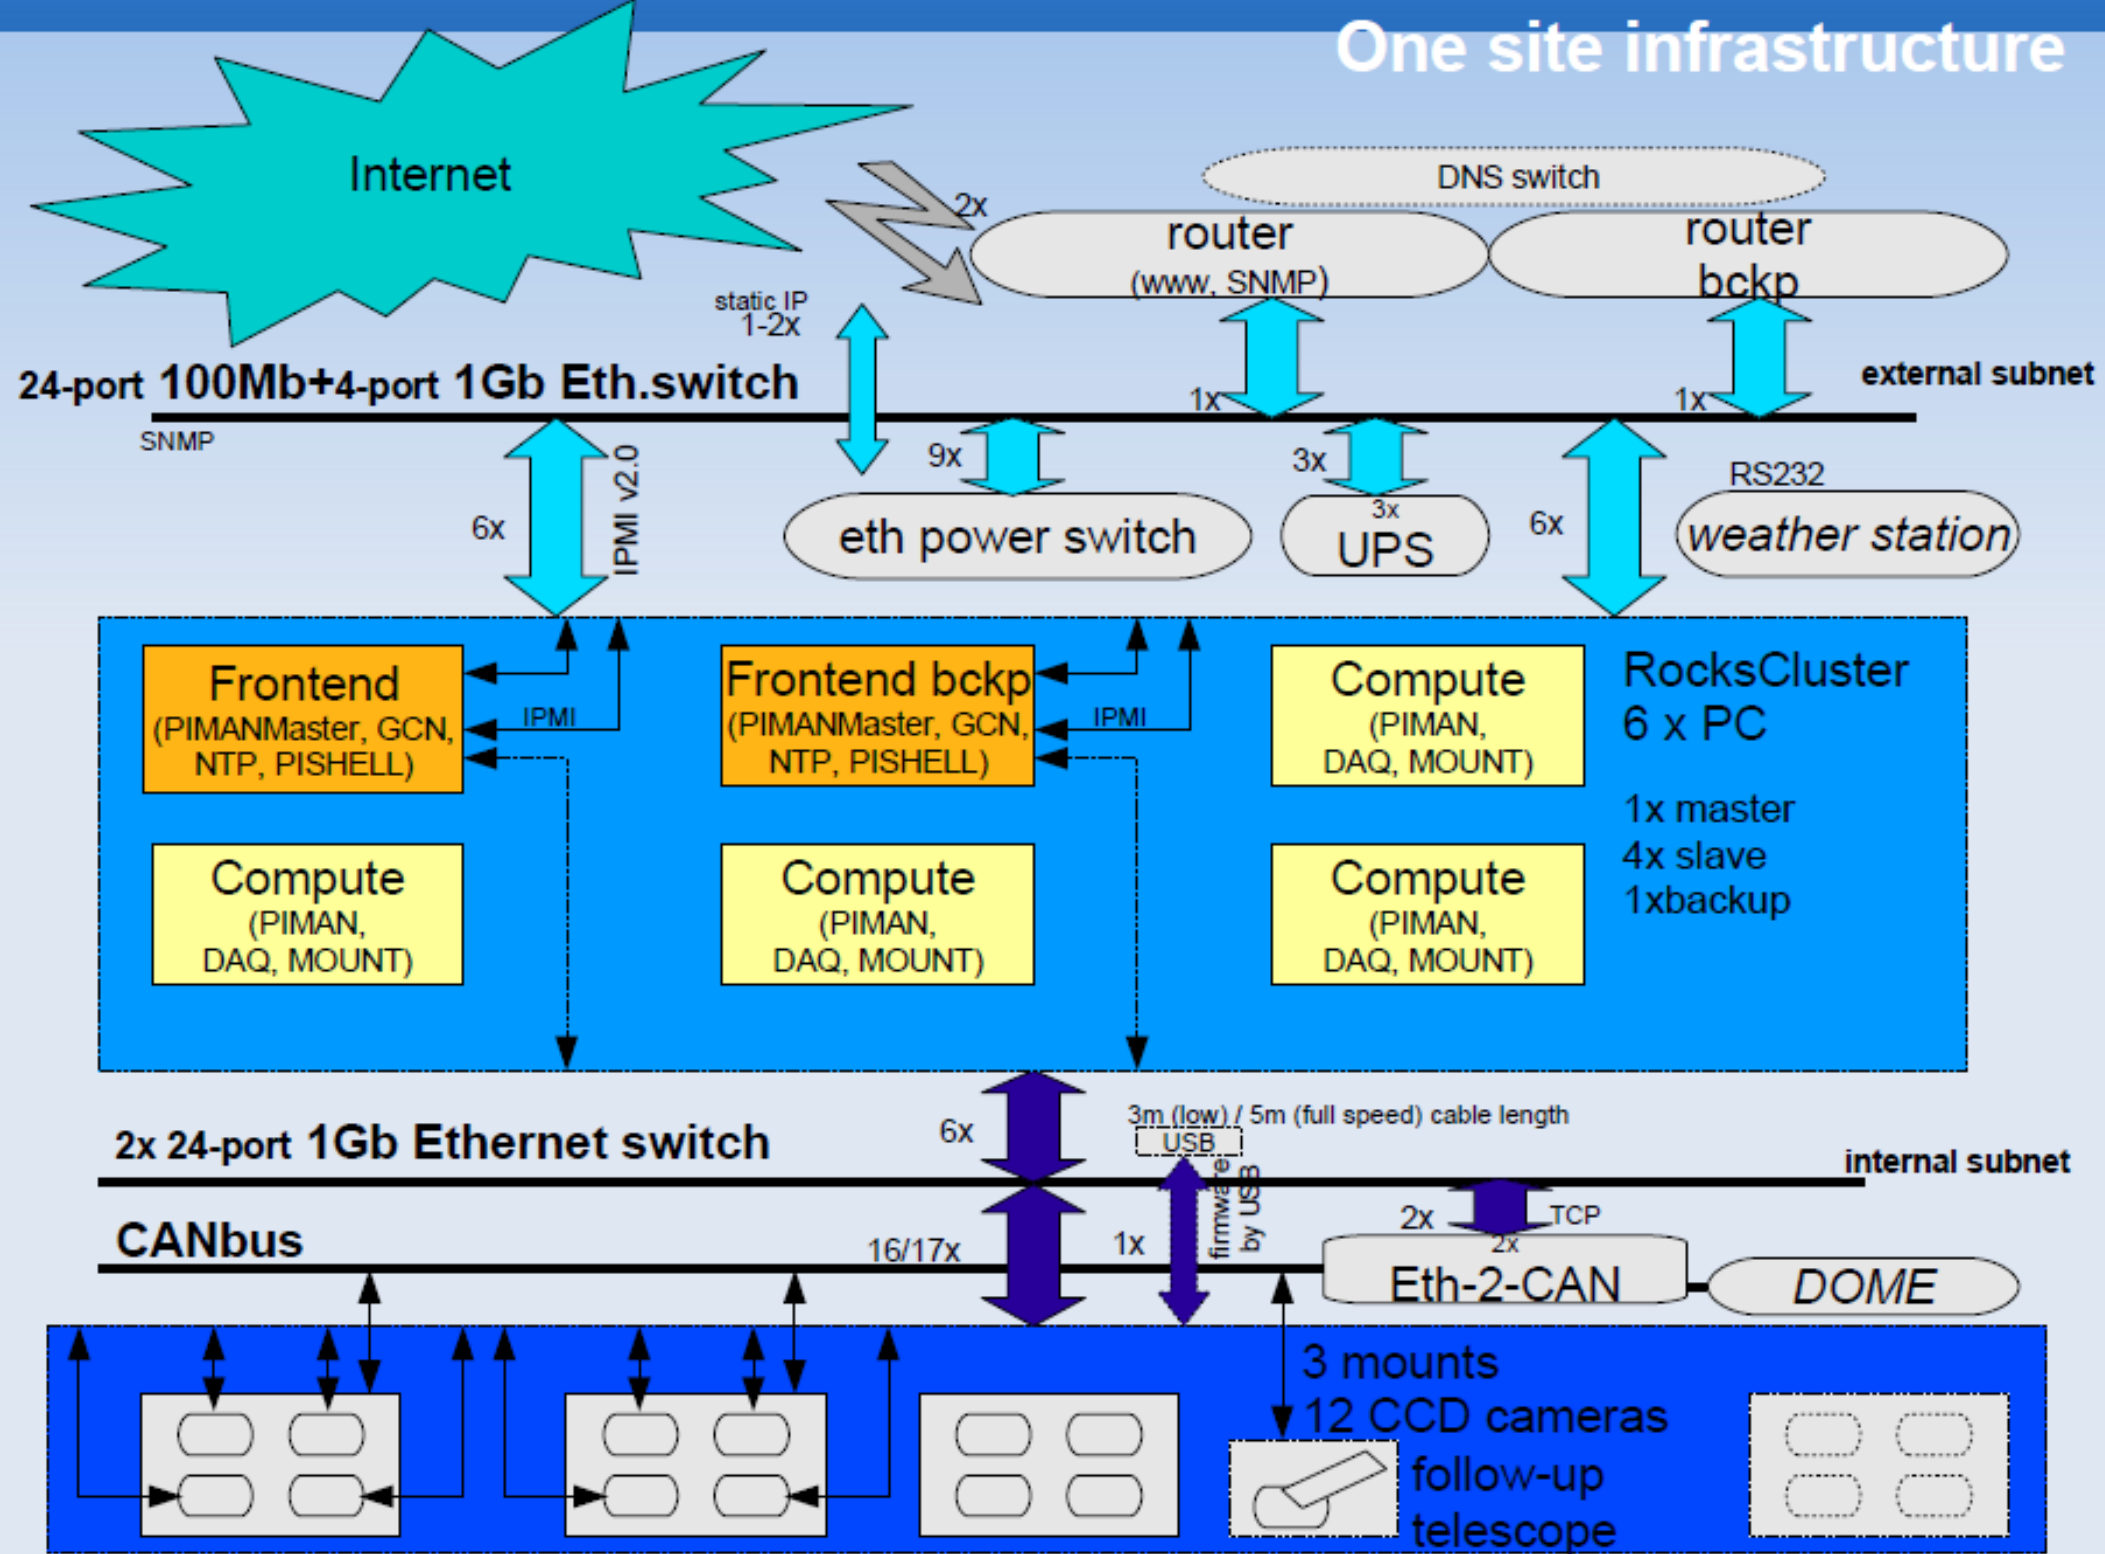 One site infrastructure
Internet
DNS switch
2x
router
(www, SNMP)
router
bckp
static IP
1-2x
24-port 100Mb+4-port 1Gb Eth.switch
external subnet
1x
1x
SNMP
6x
IPMI v2.0
9x
eth power switch
3x
3x
UPS
6x
RS232
weather station
Frontend
(PIMANMaster, GCN,
NTP, PISHELL)
IPMI
Frontend bckp
(PIMANMaster, GCN,
NTP, PISHELL)
IPMI
Compute
(PIMAN,
DAQ, MOUNT)
RocksCluster
6 x PC
1x master
4x slave
1xbackup
Compute
(PIMAN,
DAQ, MOUNT)
Compute
(PIMAN,
DAQ, MOUNT)
Compute
(PIMAN,
DAQ, MOUNT)
2x 24-port 1Gb Ethernet switch
6x
3m (low) / 5m (full speed) cable length
USB
internal subnet
CANbus
16/17x
1x
firmware
by USB
2x
TCP
2x
Eth-2-CAN
DOME
3 mounts
12 CCD cameras
follow-up
telescope